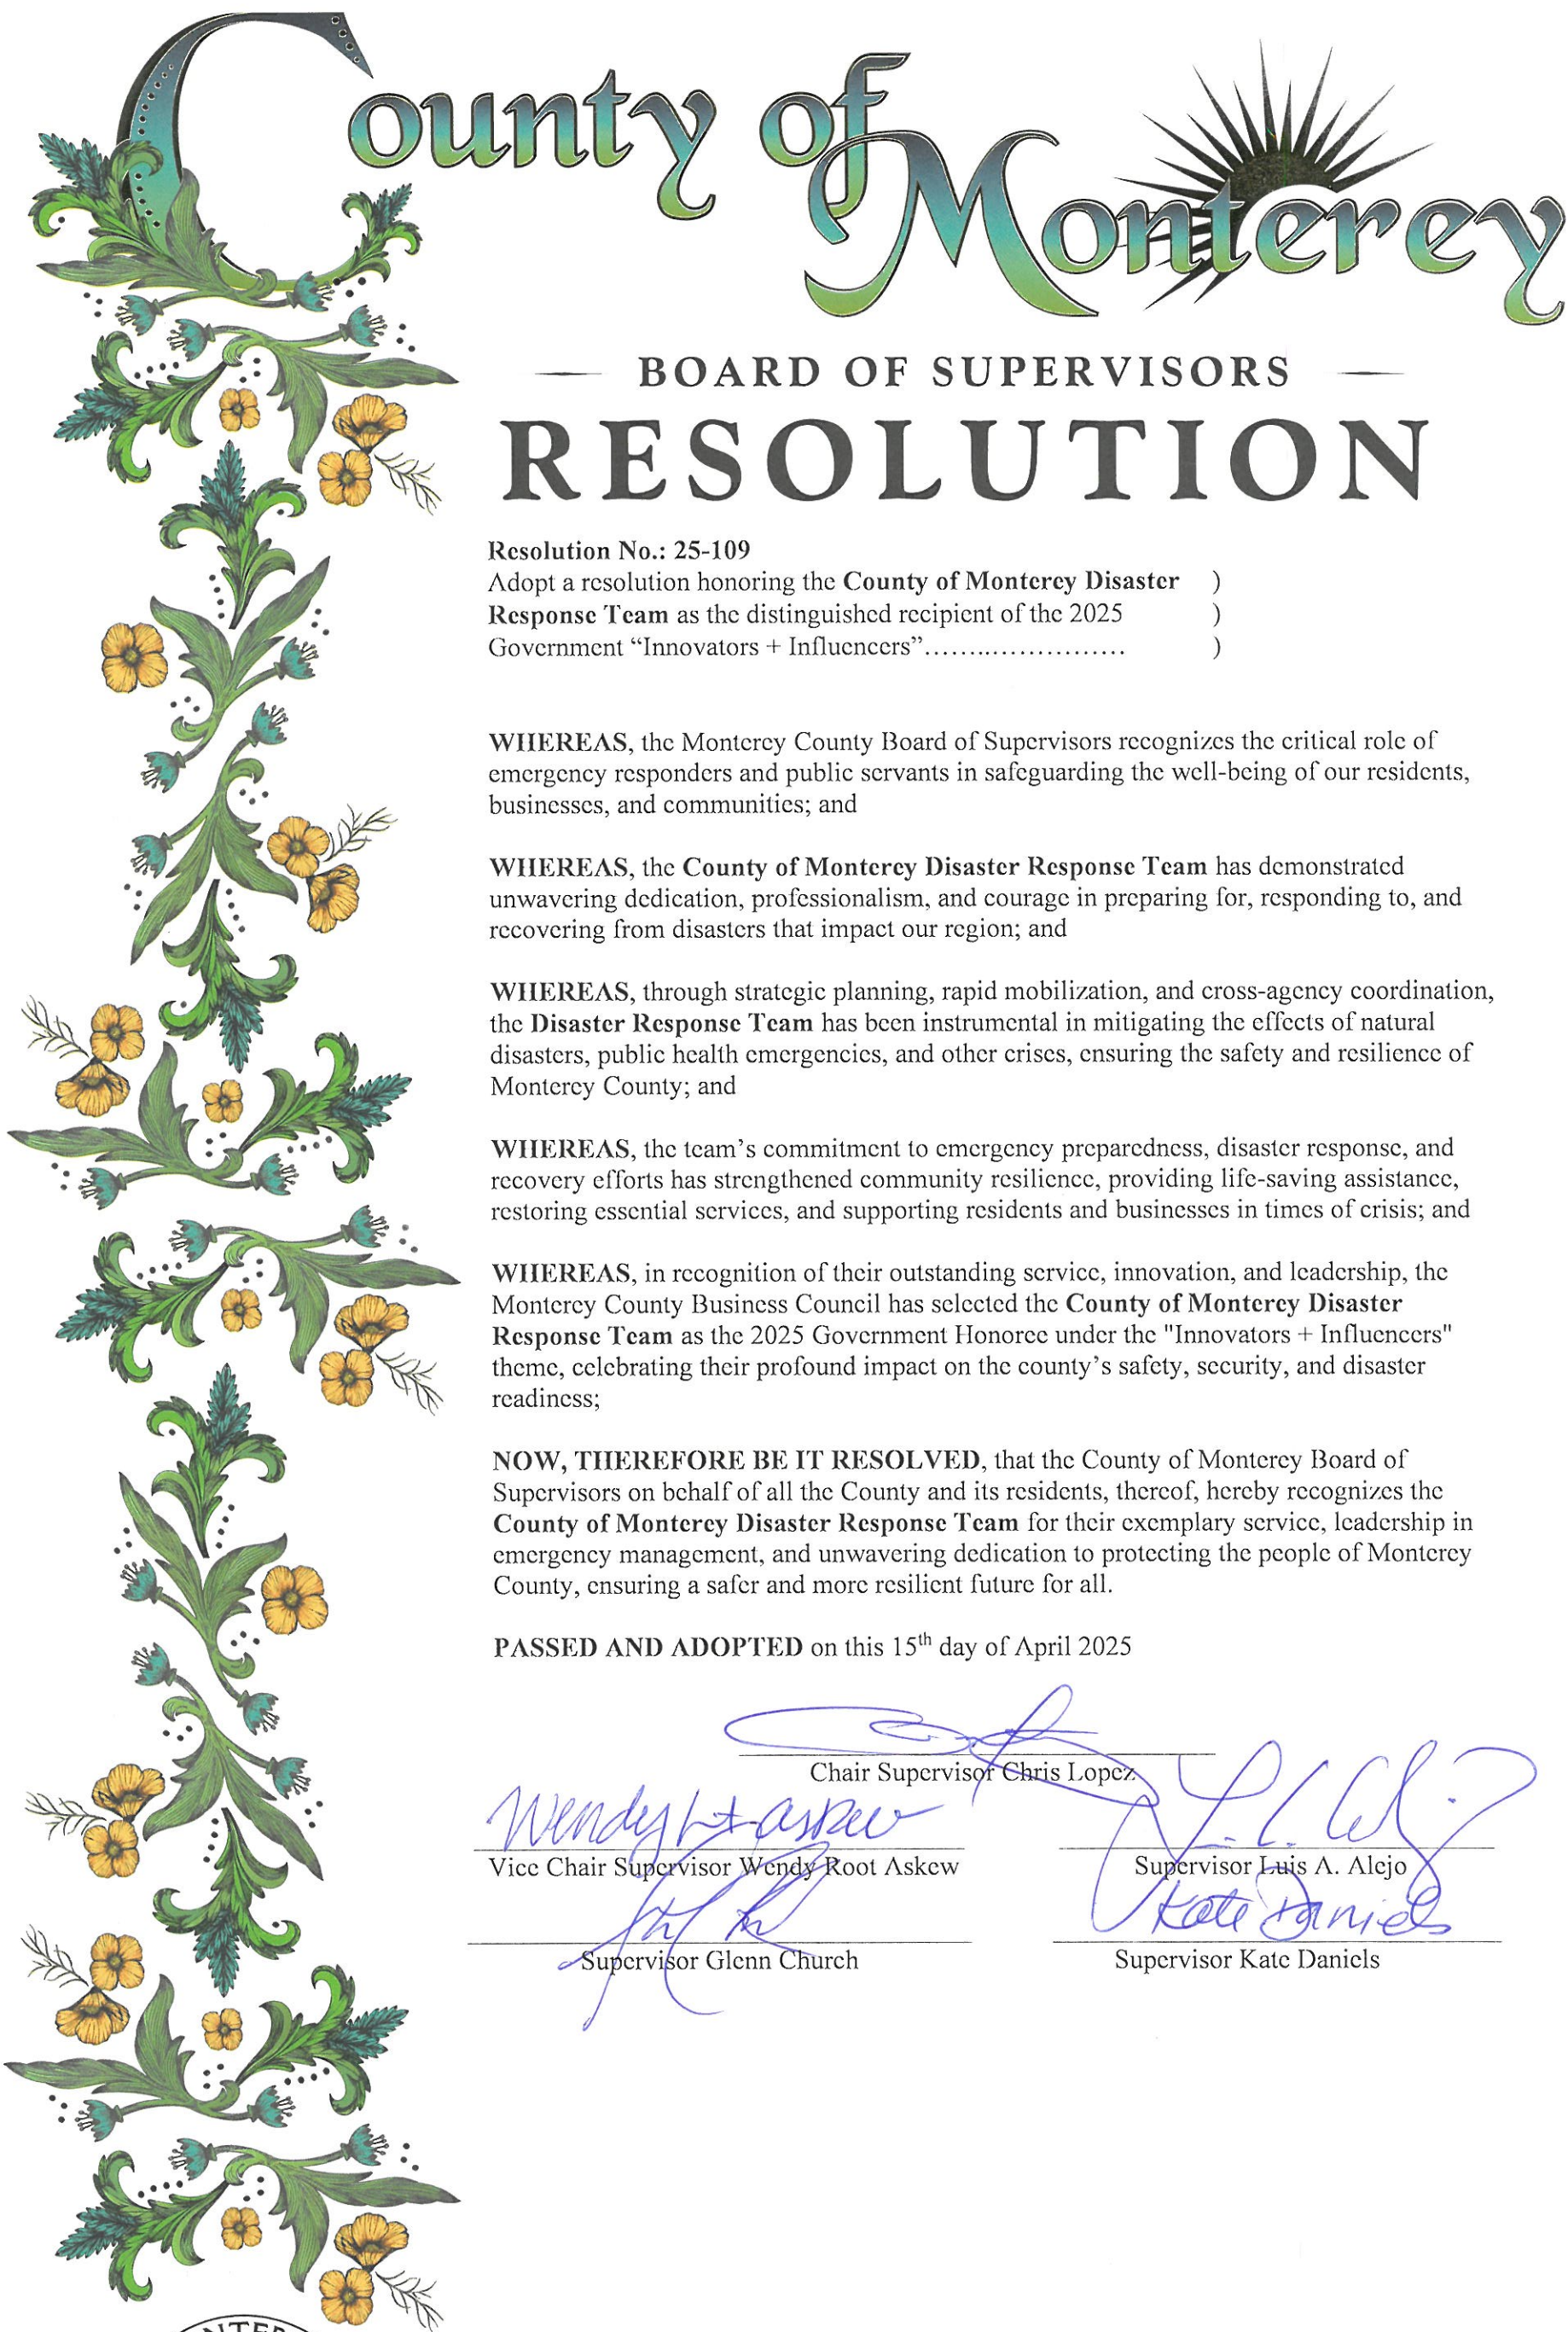 County of Monterey
BOARD OF SUPERVISORS
RESOLUTION
Resolution No.: 25-109
Adopt a resolution honoring the County of Monterey Disaster )
Response Team as the distinguished recipient of the 2025 )
Government “Innovators + Influencers”........................ )
WHEREAS, the Monterey County Board of Supervisors recognizes the critical role of
emergency responders and public servants in safeguarding the well-being of our residents,
businesses, and communities; and
WHEREAS, the County of Monterey Disaster Response Team has demonstrated
unwavering dedication, professionalism, and courage in preparing for, responding to, and
recovering from disasters that impact our region; and
WHEREAS, through strategic planning, rapid mobilization, and cross-agency coordination,
the Disaster Response Team has been instrumental in mitigating the effects of natural
disasters, public health emergencies, and other crises, ensuring the safety and resilience of
Monterey County; and
WHEREAS, the team’s commitment to emergency preparedness, disaster response, and
recovery efforts has strengthened community resilience, providing life-saving assistance,
restoring essential services, and supporting residents and businesses in times of crisis; and
WHEREAS, in recognition of their outstanding service, innovation, and leadership, the
Monterey County Business Council has selected the County of Monterey Disaster
Response Team as the 2025 Government Honoree under the "Innovators + Influencers"
theme, celebrating their profound impact on the county’s safety, security, and disaster
readiness;
NOW, THEREFORE BE IT RESOLVED, that the County of Monterey Board of
Supervisors on behalf of all the County and its residents, thereof, hereby recognizes the
County of Monterey Disaster Response Team for their exemplary service, leadership in
emergency management, and unwavering dedication to protecting the people of Monterey
County, ensuring a safer and more resilient future for all.
PASSED AND ADOPTED on this 15th day of April 2025
Chair Supervisor Chris Lopez
Wendy Root Askew
Vice Chair Supervisor Wendy Root Askew
Supervisor Luis A. Alejo
Kate Daniels
Supervisor Glenn Church
Supervisor Kate Daniels